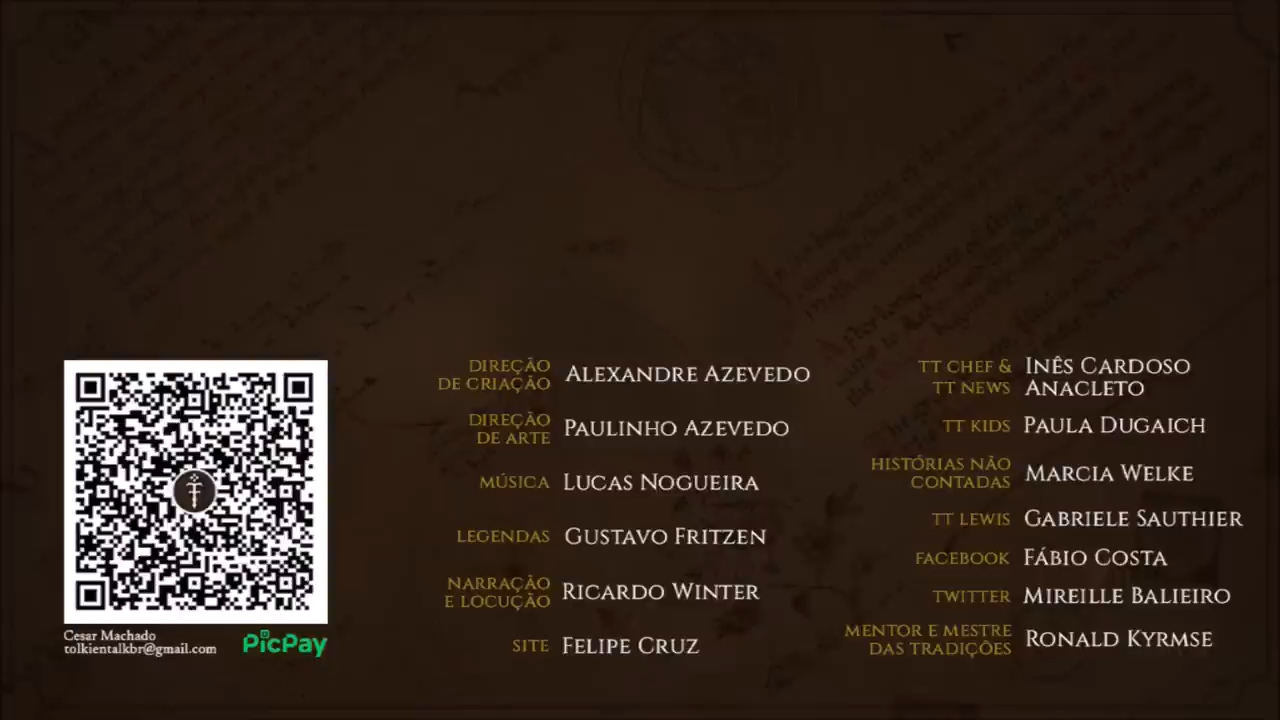 DIREÇÃO
DE CRIAÇÃO
ALEXANDRE AZEVEDO
DIREÇÃO
DE ARTE
PAULINHO AZEVEDO
MÚSICA LUCAS NOGUEIRA
LEGENDAS GUSTAVO FRITZEN
NARRAÇÃO
E LOCUÇÃO
RICARDO WINTER
SITE FELIPE CRUZ
TT CHEF &
TT NEWS
INÊS CARDOSO
ANACLETO
TT KIDS PAULA DUGAICH
HISTÓRIAS NÃO
CONTADAS
MARCIA WELKE
TT LEWIS GABRIELE SAUTHIER
FACEBOOK FÁBIO COSTA
TWITTER MIREILLE BALIEIRO
MENTOR E MESTRE
DAS TRADIÇÕES
RONALD KYRMSE
Cesar Machado
tolkientalkbr@gmail.com
PicPay